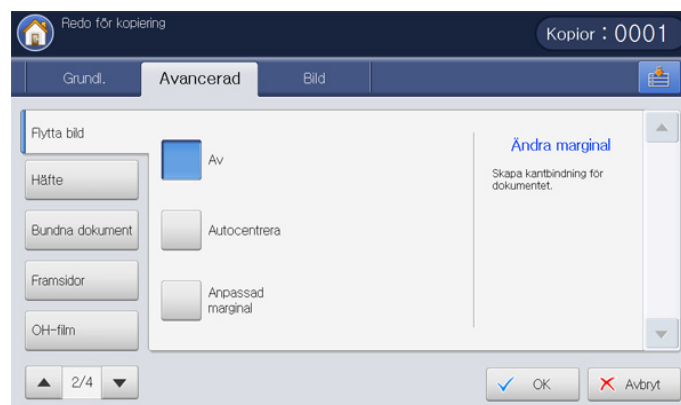 Redo för kopiering
Kopior : 0001
Grundl.
Avancerad
Bild
Flytta bild
Häfte
Bundna dokument
Framsidor
OH-film
2/4
Av
Autocentrera
Anpassad
marginal
Ändra marginal
Skapa kantbindning för
dokumentet.
OK
Avbryt